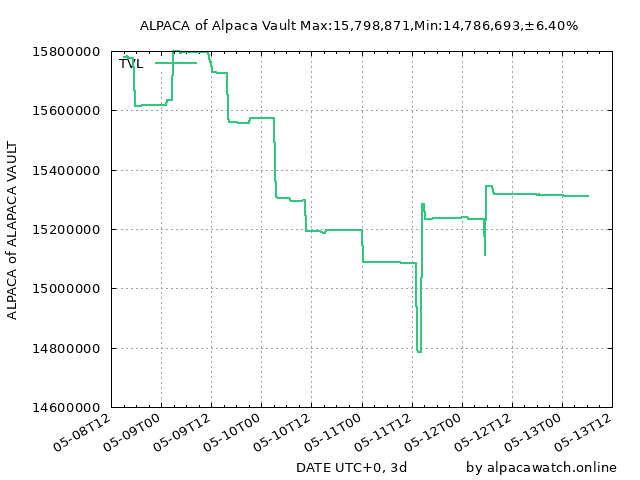 ALPACA of Alpaca Vault Max:15,798,871,Min:14,786,693,±6.40%
15800000
TVL
15600000
15400000
ALPACA of ALAPACA VAULT
15200000
15000000
14800000
14600000
05-08T12
05-09T00
05-09T12
05-10T00
05-10T12
05-11T00
05-11T12
05-12T00
05-12T12
05-13T00
05-13T12
DATE UTC+0, 3d
by alpacawatch.online